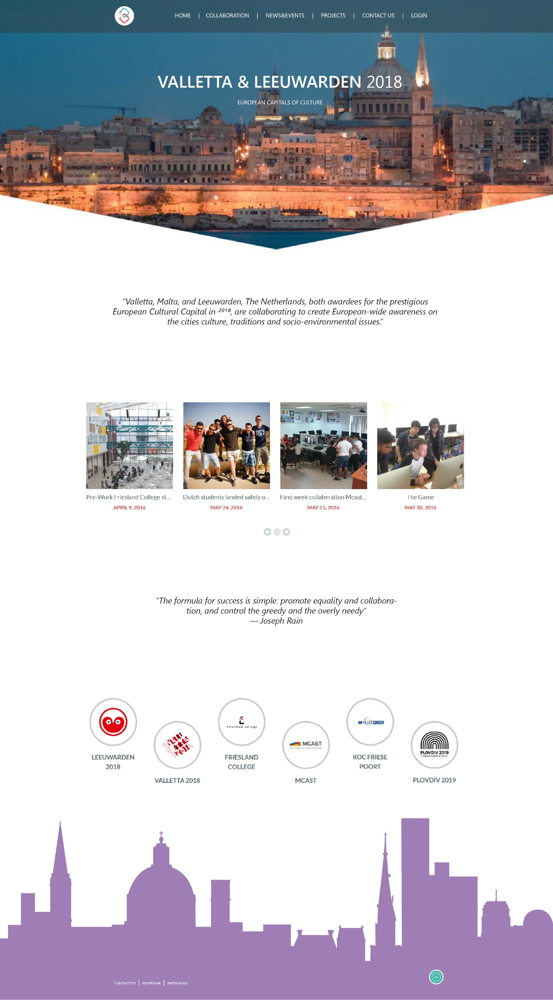 HOME | COLLABORATION | NEWS&EVENTS | PROJECTS | CONTACT US | LOGIN
VALLETTA & LEEUWARDEN 2018
EUROPEAN CAPITALS OF CULTURE
“Valletta, Malta, and Leeuwarden, The Netherlands, both awardees for the prestigious
European Cultural Capital in ²⁰¹⁸, are collaborating to create European-wide awareness on
the cities culture, traditions and socio-environmental issues.”
Pre-Work Friesland College st...
APRIL 9, 2016
Dutch students landed safely o...
MAY 24, 2016
First week collaberation Mcast...
MAY 25, 2016
The Game
MAY 30, 2016
"The formula for success is simple: promote equality and collabora-
tion, and control the greedy and the overly needy"
— Joseph Rain
LEEUWARDEN
2018
VALLETTA 2018
friesland college
FRIESLAND
COLLEGE
MCAST
MCAST
FRIESE POORT
ROC FRIESE
POORT
PLOVDIV 2019
European Capital of Culture
PLOVDIV 2019
CONTACT US | FACEBOOK | INSTAGRAM